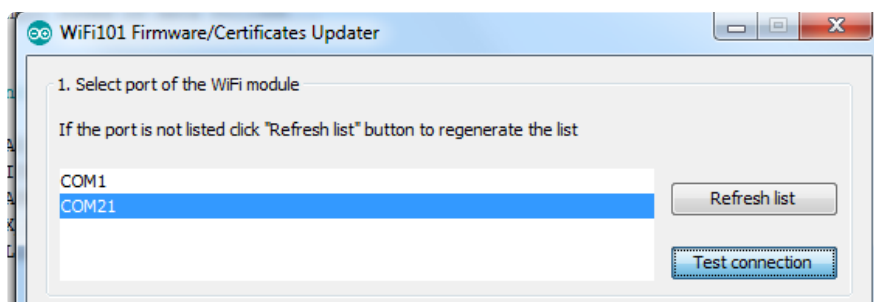 WiFi101 Firmware/Certificates Updater
1. Select port of the WiFi module
If the port is not listed click "Refresh list" button to regenerate the list
COM1
COM21
Refresh list
Test connection